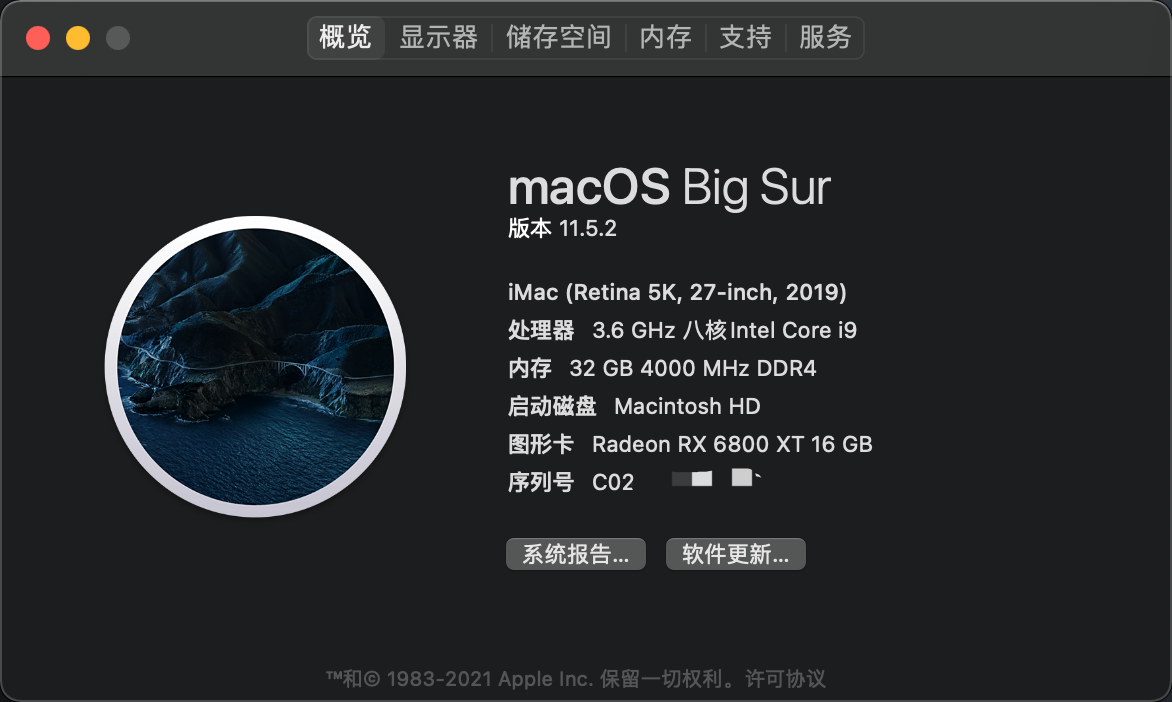 概览 显示器 储存空间 内存 支持 服务
macOS Big Sur
版本 11.5.2
iMac (Retina 5K, 27-inch, 2019)
处理器 3.6 GHz 八核Intel Core i9
内存 32 GB 4000 MHz DDR4
启动磁盘 Macintosh HD
图形卡 Radeon RX 6800 XT 16 GB
序列号 C02
系统报告... 软件更新...
™和© 1983-2021 Apple Inc. 保留一切权利。许可协议